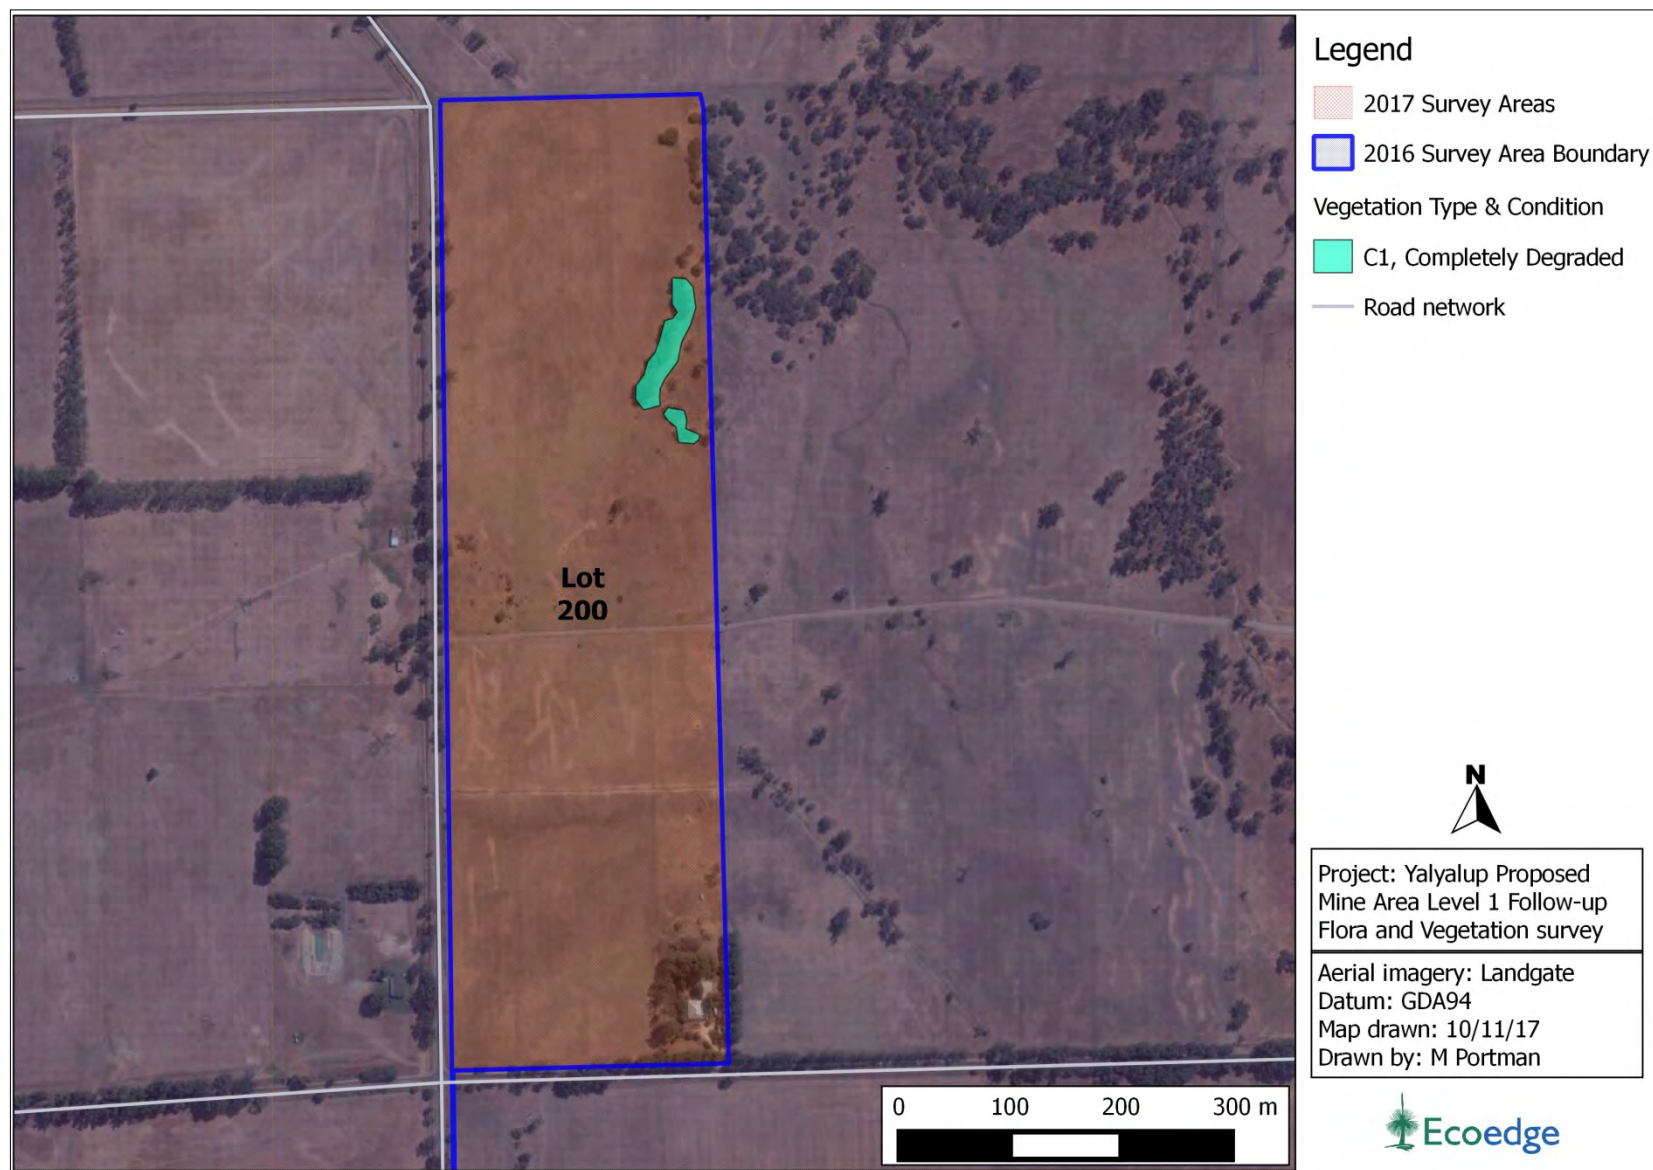 Legend
2017 Survey Areas
2016 Survey Area Boundary
Vegetation Type & Condition
C1, Completely Degraded
Road network
Lot
200
N
Project: Yalyalup Proposed
Mine Area Level 1 Follow-up
Flora and Vegetation survey
Aerial imagery: Landgate
Datum: GDA94
Map drawn: 10/11/17
Drawn by: M Portman
0 100 200 300 m
Ecoedge